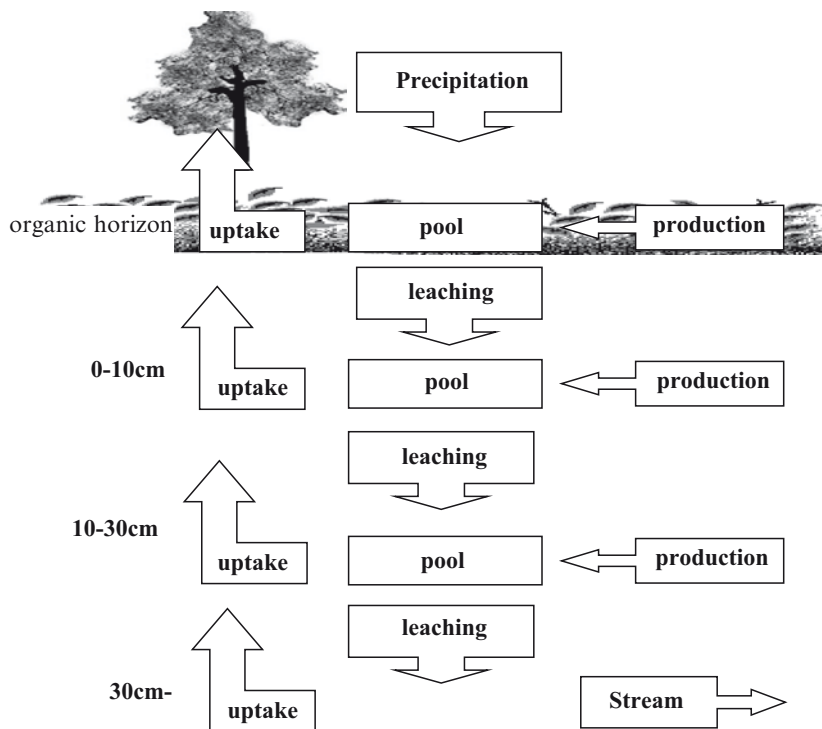 Precipitation
organic horizon
uptake
pool
production
leaching
0-10cm
uptake
pool
production
leaching
10-30cm
uptake
pool
production
leaching
30cm-
uptake
Stream